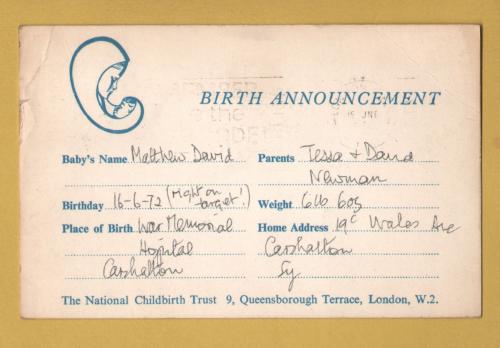 BIRTH ANNOUNCEMENT
Baby's Name Matthew David
Parents Tessa & David
Newman
Birthday 16-6-72 (right on target!)
Weight 6lb 6oz
Place of Birth War Memorial
Hospital
Carshalton
Home Address 19c Wales Ave
Carshalton
Sy
The National Childbirth Trust 9, Queensborough Terrace, London, W.2.